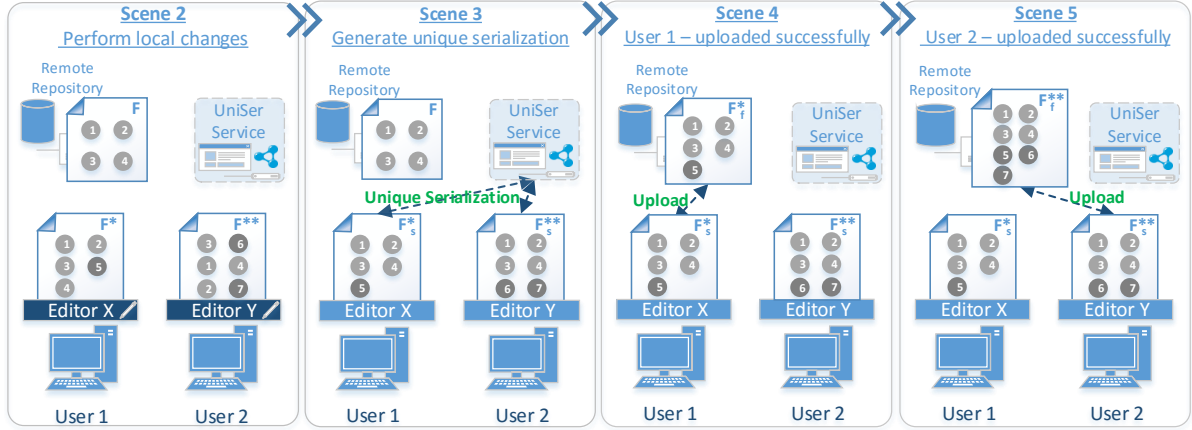 Scene 2
Perform local changes
Remote
Repository
F
1 2
3 4
UniSer
Service
F*
1 2
3 5
4
Editor X
User 1
F**
3 6
1 4
2 7
Editor Y
User 2
Scene 3
Generate unique serialization
Remote
Repository
F
1 2
3 4
UniSer
Service
Unique Serialization
F*s
1 2
3 4
5
Editor X
User 1
F**s
1 2
3 4
6 7
Editor Y
User 2
Scene 4
User 1 – uploaded successfully
Remote
Repository
F*f
1 2
3 4
5
UniSer
Service
Upload
F*s
1 2
3 4
5
Editor X
User 1
F**s
1 2
3 4
6 7
Editor Y
User 2
Scene 5
User 2 – uploaded successfully
Remote
Repository
F**f
1 2
3 4
5 6
7
UniSer
Service
Upload
F*s
1 2
3 4
5
Editor X
User 1
F**s
1 2
3 4
6 7
Editor Y
User 2